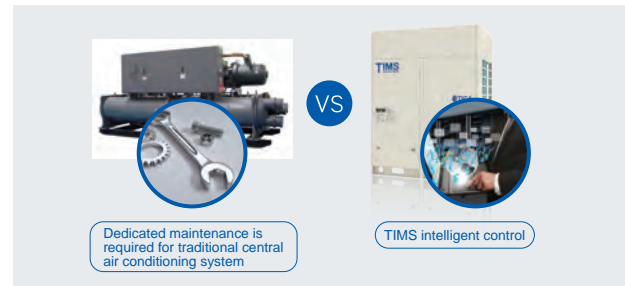 TIMS
VS
Dedicated maintenance is
required for traditional central
air conditioning system
TIMS intelligent control